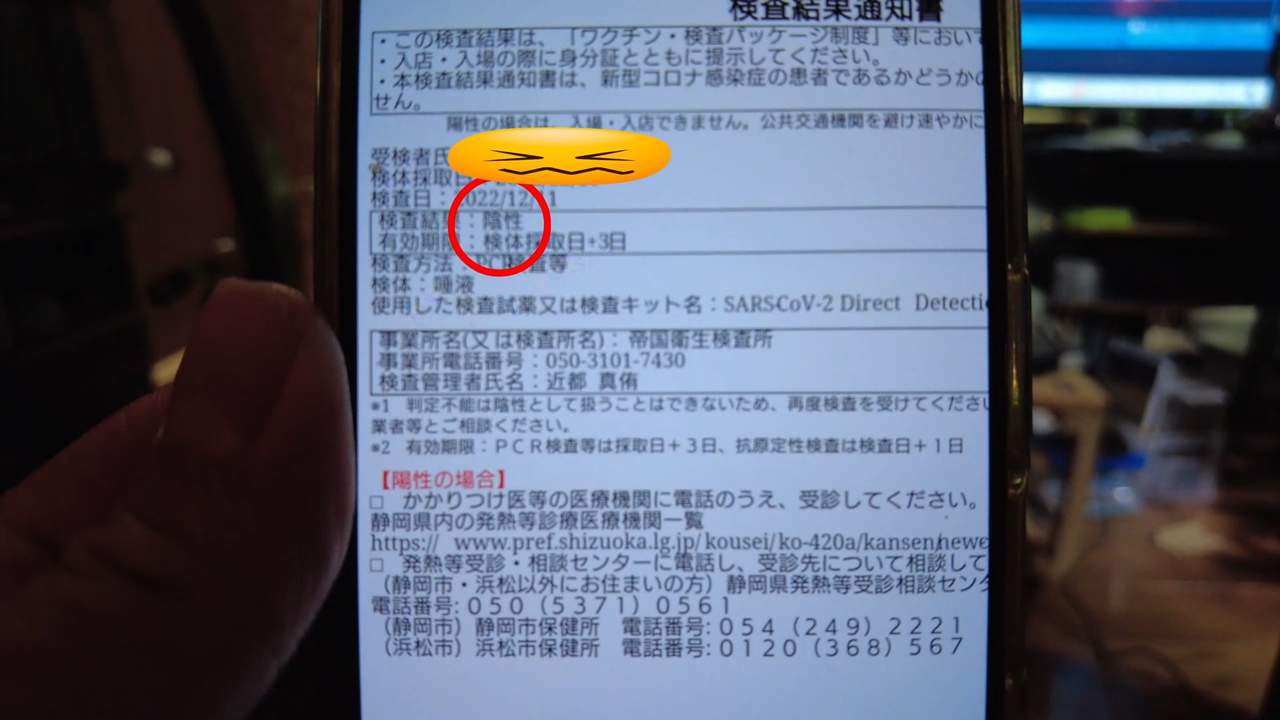 検査結果通知書
・この検査結果は、「ワクチン・検査パッケージ制度」等において
・入店・入場の際に身分証とともに提示してください。
・本検査結果通知書は、新型コロナ感染症の患者であるかどうかの
せん。
陽性の場合は、入場・入店できません。公共交通機関を避け速やかに
受検者氏
検体採取日
検査日：2022/12/11
検査結果：陰性
有効期限：検体採取日+3日
検査方法：PCR検査等
検体：唾液
使用した検査試薬又は検査キット名：SARSCoV-2 Direct Detectio
事業所名(又は検査所名)：帝国衛生検査所
事業所電話番号：050-3101-7430
検査管理者氏名：近都 真侑
※1 判定不能は陰性として扱うことはできないため、再度検査を受けてください
業者等とご相談ください。
※2 有効期限：ＰＣＲ検査等は採取日＋３日、抗原定性検査は検査日＋１日
【陽性の場合】
□ かかりつけ医等の医療機関に電話のうえ、受診してください。
静岡県内の発熱等診療医療機関一覧
https:// www.pref.shizuoka.lg.jp/kousei/ko-420a/kansen/newe
□ 発熱等受診・相談センターに電話し、受診先について相談して
（静岡市・浜松以外にお住まいの方）静岡県発熱等受診相談センタ
電話番号:０５０（５３７１）０５６１
（静岡市）静岡市保健所 電話番号:０５４（２４９）２２２１
（浜松市）浜松市保健所 電話番号:０１２０（３６８）５６７